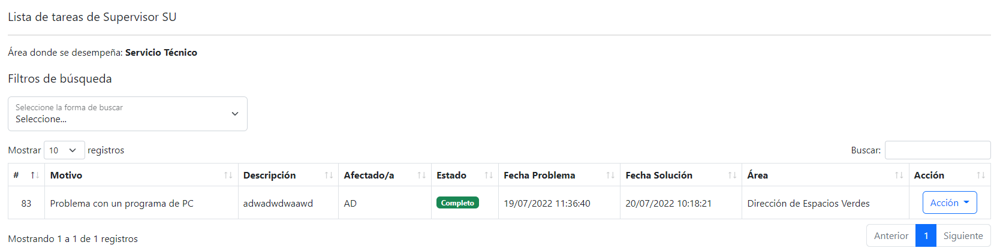 Lista de tareas de Supervisor SU
Área donde se desempeña: Servicio Técnico
Filtros de búsqueda
Seleccione la forma de buscar
Seleccione...
Mostrar 10 registros Buscar:
# Motivo Descripción Afectado/a Estado Fecha Problema Fecha Solución Área Acción
83 Problema con un programa de PC adwadwdwaawd AD Completo 19/07/2022 11:36:40 20/07/2022 10:18:21 Dirección de Espacios Verdes Acción
Mostrando 1 a 1 de 1 registros Anterior 1 Siguiente